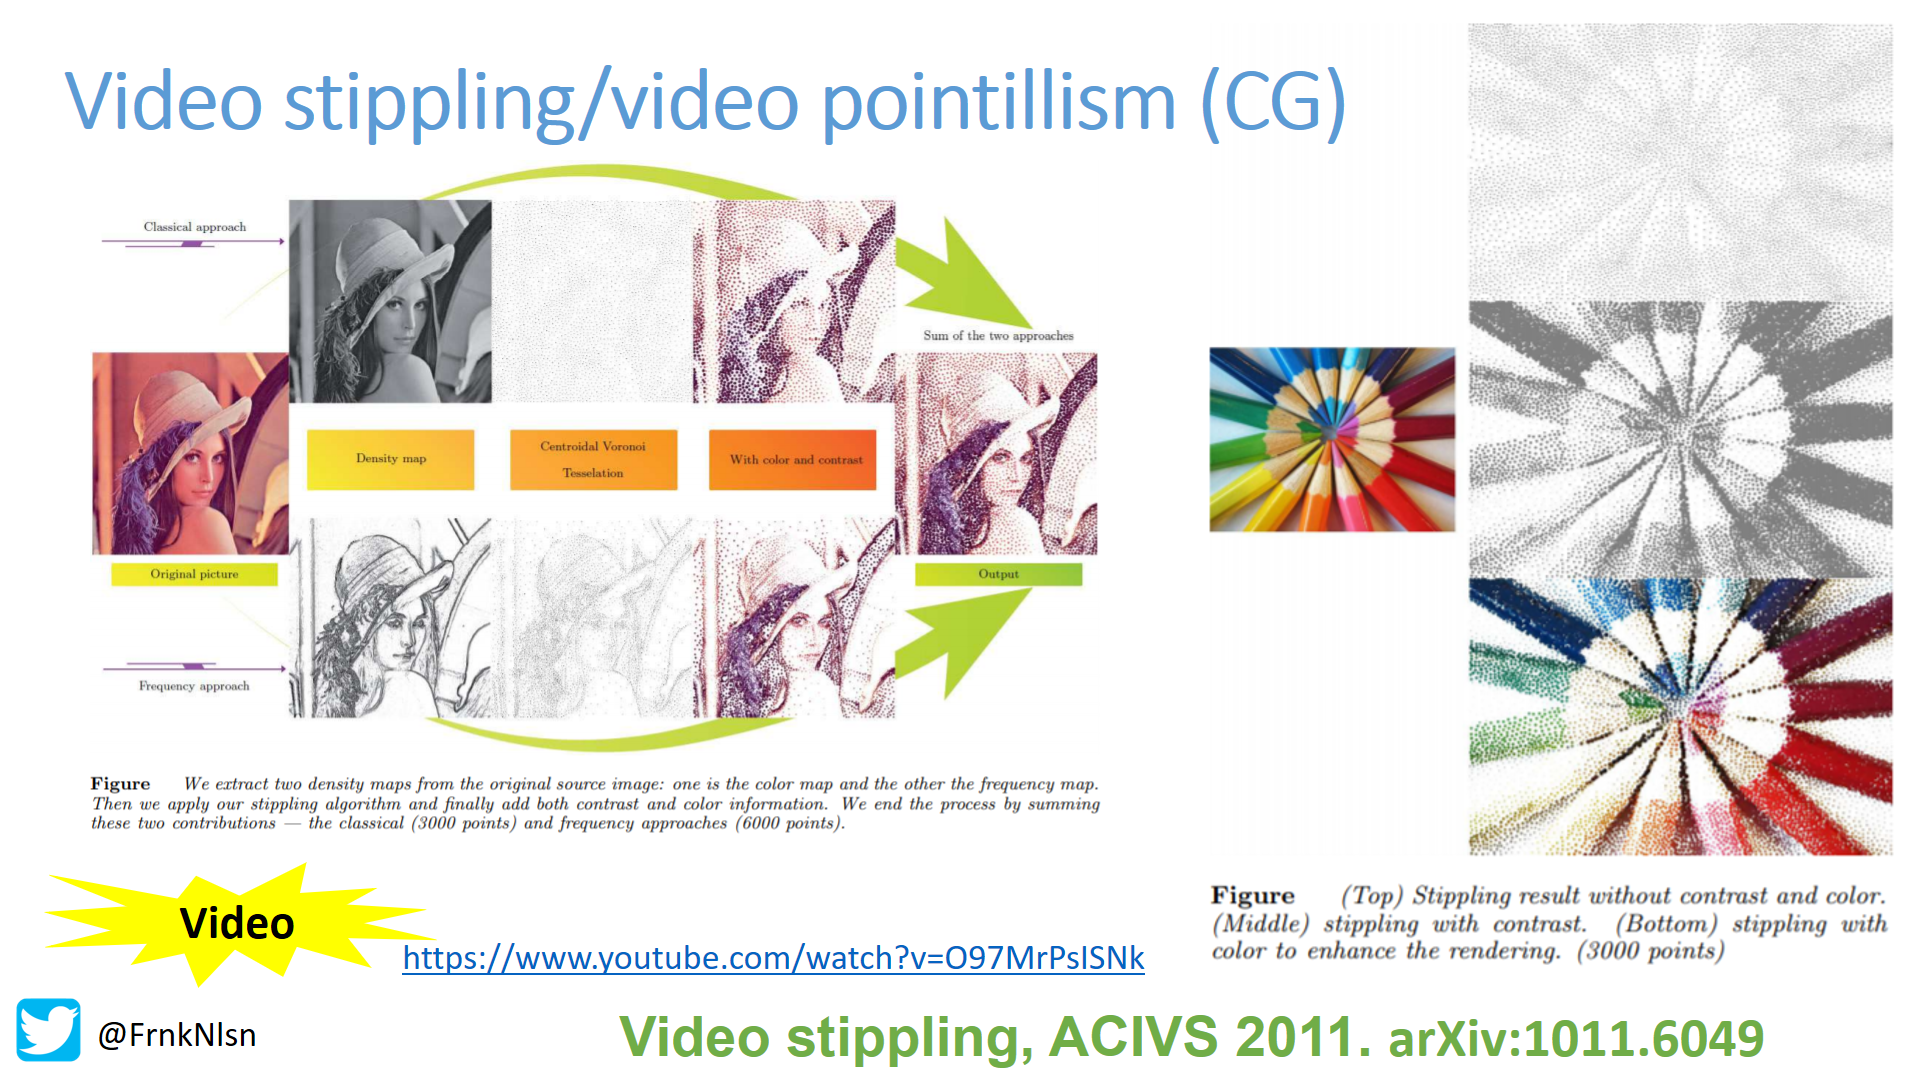 Video stippling/video pointillism (CG)
Classical approach
Sum of the two approaches
Density map
Centroidal Voronoi
Tesselation
With color and contrast
Original picture
Output
Frequency approach
Figure We extract two density maps from the original source image: one is the color map and the other the frequency map.
Then we apply our stippling algorithm and finally add both contrast and color information. We end the process by summing
these two contributions — the classical (3000 points) and frequency approaches (6000 points).
Figure (Top) Stippling result without contrast and color.
(Middle) stippling with contrast. (Bottom) stippling with
color to enhance the rendering. (3000 points)
Video
https://www.youtube.com/watch?v=O97MrPsISNk
@FrnkNlsn
Video stippling, ACIVS 2011. arXiv:1011.6049